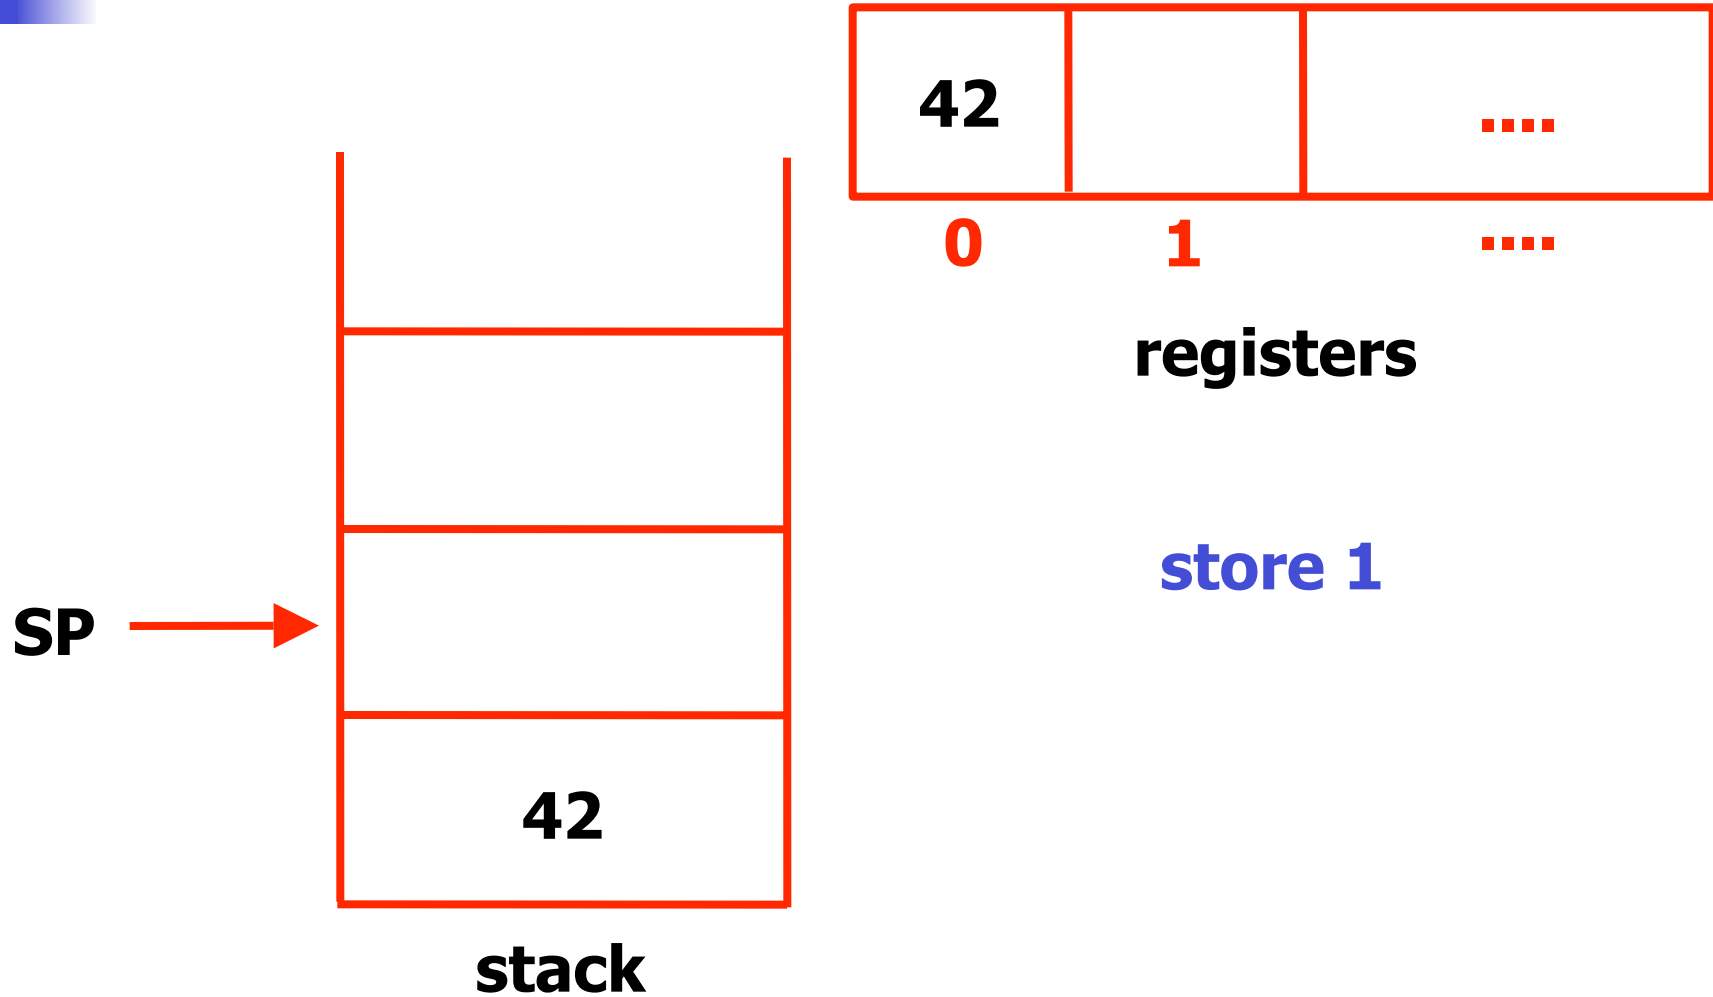 42 ....
0 1 ....
registers
store 1
SP
42
stack